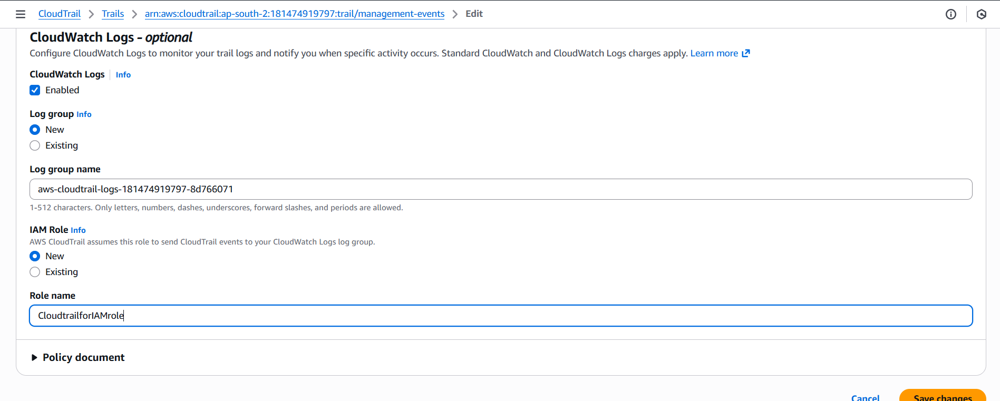 CloudTrail > Trails > arn:aws:cloudtrail:ap-south-2:181474919797:trail/management-events > Edit
CloudWatch Logs - optional
Configure CloudWatch Logs to monitor your trail logs and notify you when specific activity occurs. Standard CloudWatch and CloudWatch Logs charges apply. Learn more
CloudWatch Logs | Info
Enabled
Log group Info
New
Existing
Log group name
aws-cloudtrail-logs-181474919797-8d766071
1-512 characters. Only letters, numbers, dashes, underscores, forward slashes, and periods are allowed.
IAM Role Info
AWS CloudTrail assumes this role to send CloudTrail events to your CloudWatch Logs log group.
New
Existing
Role name
CloudtrailforIAMrole
Policy document
Cancel Save changes